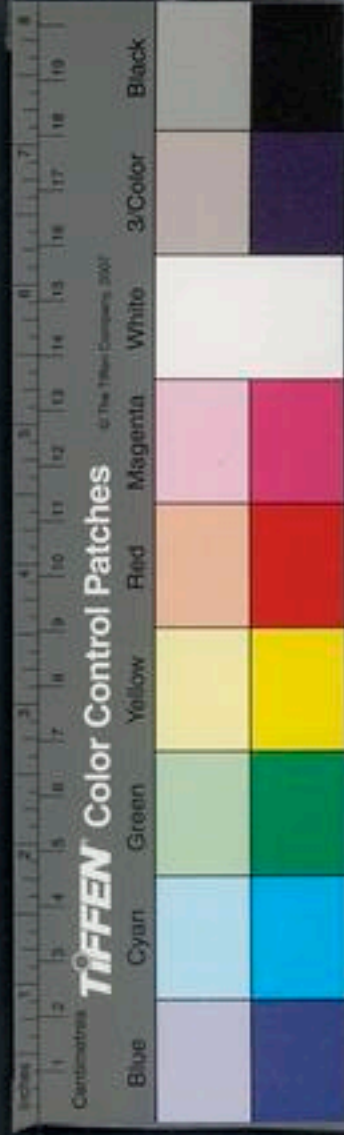 Inches
1 2 3 4 5 6 7 8
Centimetres
1 2 3 4 5 6 7 8 9 10 11 12 13 14 15 16 17 18 19
TIFFEN Color Control Patches
© The Tiffen Company, 2007
Blue Cyan Green Yellow Red Magenta White 3/Color Black